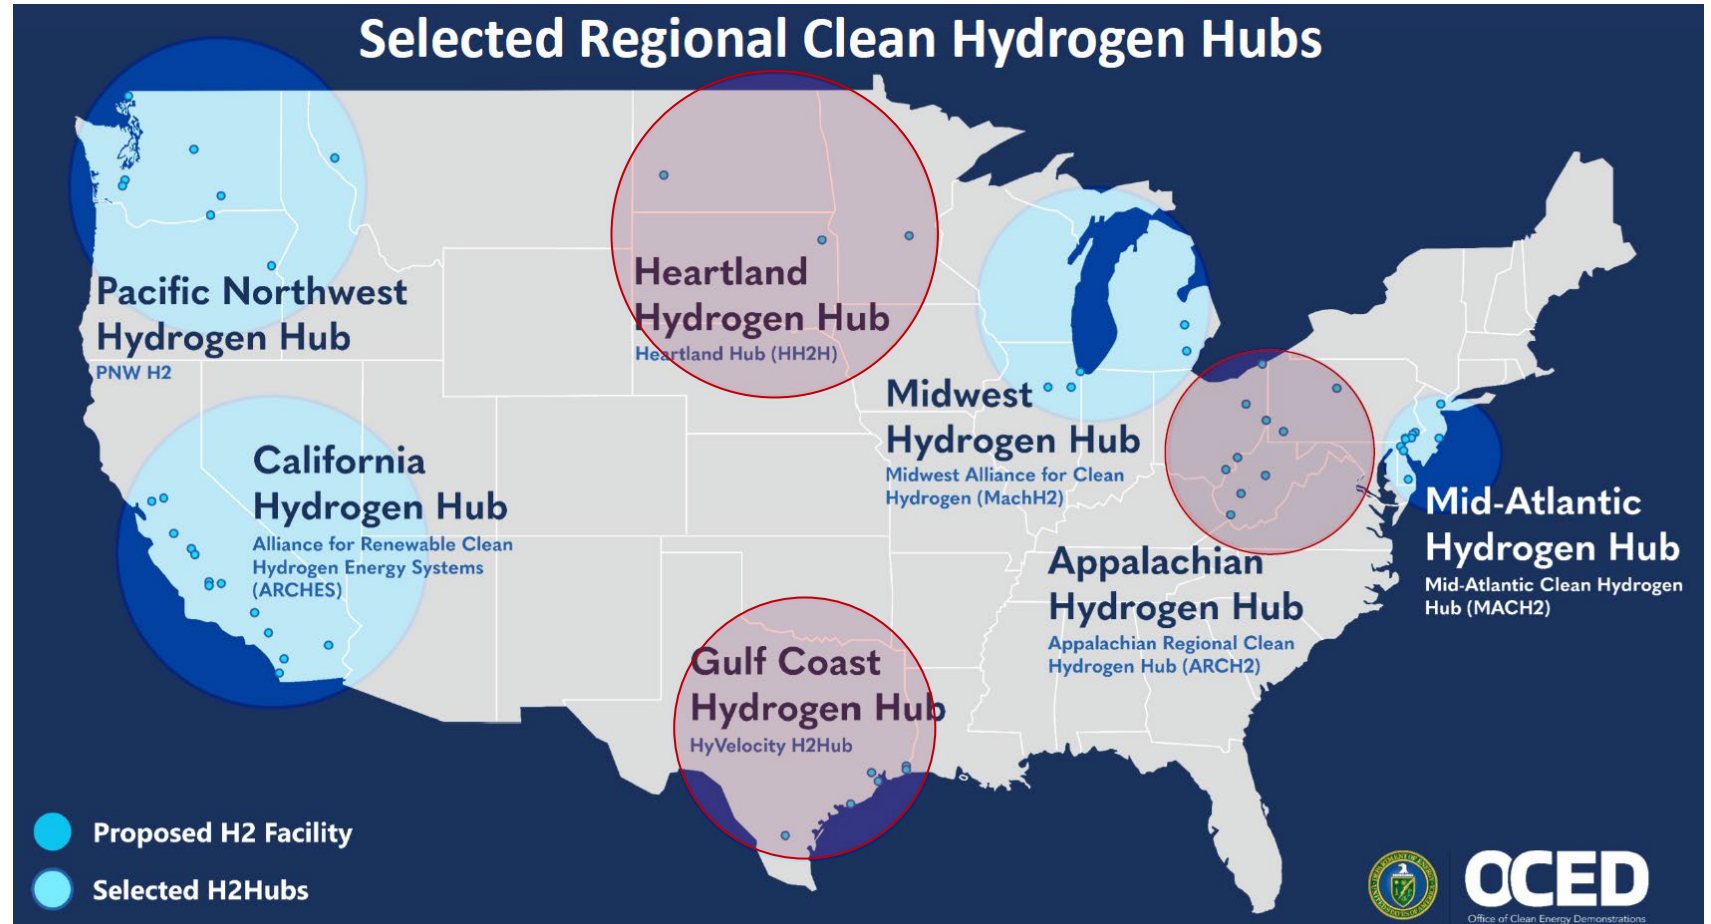 Selected Regional Clean Hydrogen Hubs
Pacific Northwest
Hydrogen Hub
PNW H2
Heartland
Hydrogen Hub
Heartland Hub (HH2H)
Midwest
Hydrogen Hub
Midwest Alliance for Clean
Hydrogen (MachH2)
California
Hydrogen Hub
Alliance for Renewable Clean
Hydrogen Energy Systems
(ARCHES)
Mid-Atlantic
Hydrogen Hub
Mid-Atlantic Clean Hydrogen
Hub (MACH2)
Appalachian
Hydrogen Hub
Appalachian Regional Clean
Hydrogen Hub (ARCH2)
Gulf Coast
Hydrogen Hub
HyVelocity H2Hub
Proposed H2 Facility
Selected H2Hubs
OCED
Office of Clean Energy Demonstrations